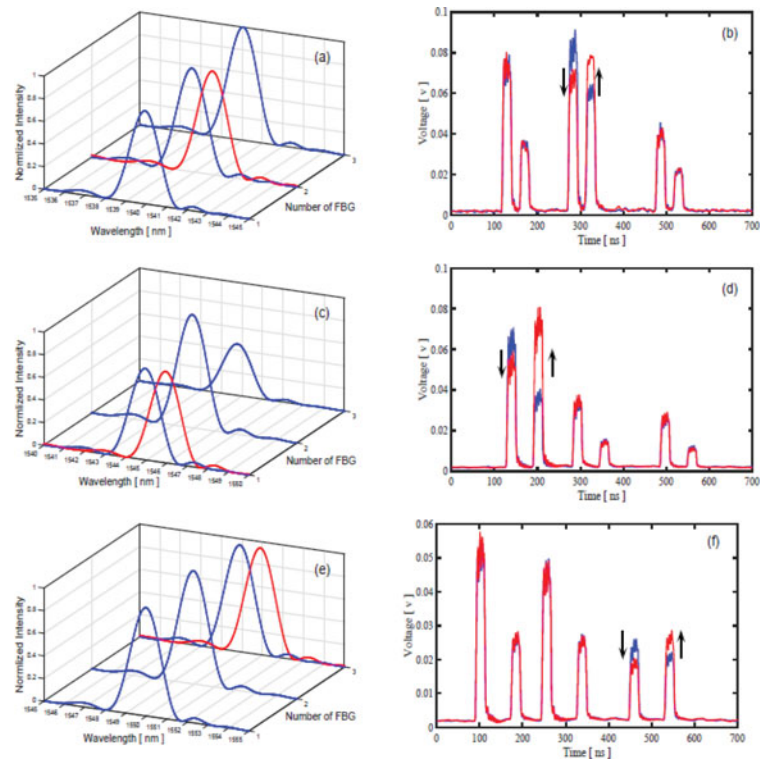 (a)
Normlized Intensity
1
0.8
0.6
0.4
0.2
0
1535 1536 1537 1538 1539 1540 1541 1542 1543 1544 1545
Wavelength [ nm ]
1 2 3
Number of FBG
(b)
Voltage [ v ]
0.1
0.08
0.06
0.04
0.02
0
0 100 200 300 400 500 600 700
Time [ ns ]
(c)
Normlized Intensity
1
0.8
0.6
0.4
0.2
0
1540 1541 1542 1543 1544 1545 1546 1547 1548 1549 1550
Wavelength [ nm ]
1 2 3
Number of FBG
(d)
Voltage [ v ]
0.1
0.08
0.06
0.04
0.02
0
0 100 200 300 400 500 600 700
Time [ ns ]
(e)
Normlized Intensity
1
0.8
0.6
0.4
0.2
0
1545 1546 1547 1548 1549 1550 1551 1552 1553 1554 1555
Wavelength [ nm ]
1 2 3
Number of FBG
(f)
Voltage [ v ]
0.06
0.05
0.04
0.03
0.02
0.01
0
0 100 200 300 400 500 600 700
Time [ ns ]